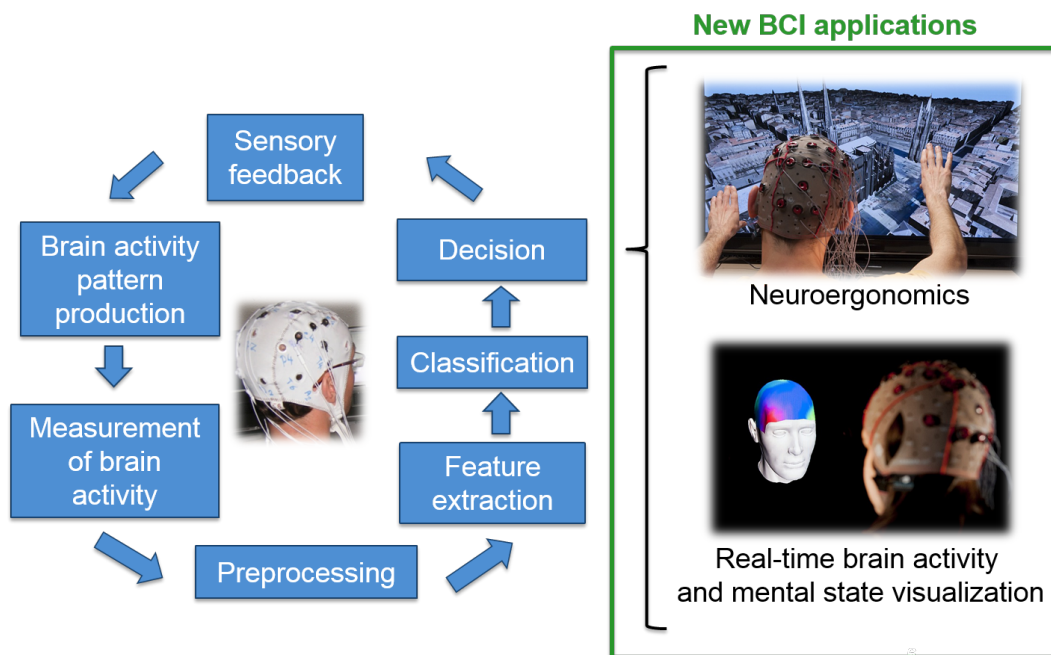 New BCI applications
Sensory
feedback
Brain activity
pattern
production
Measurement
of brain
activity
Preprocessing
Feature
extraction
Classification
Decision
Neuroergonomics
Real-time brain activity
and mental state visualization